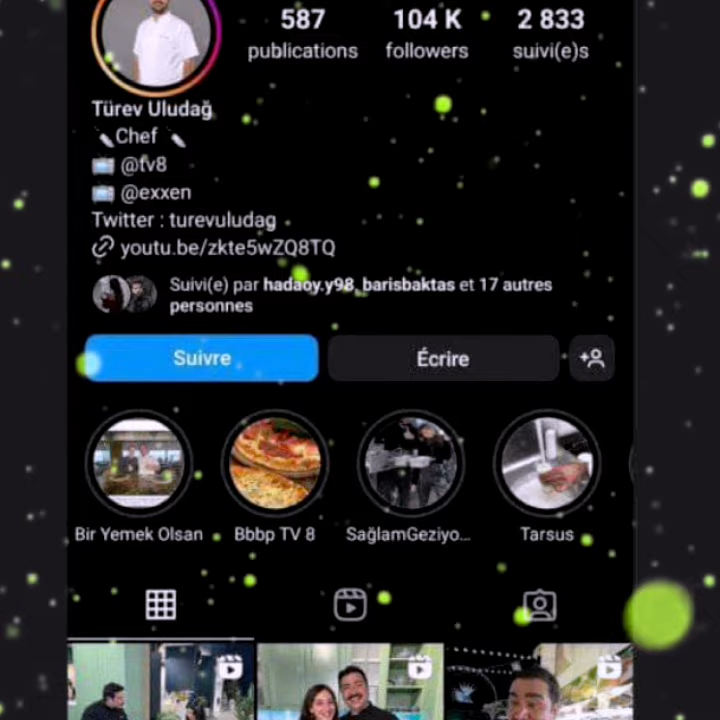 587 104 K 2 833
publications followers suivi(e)s
Türev Uludağ
Chef
@tv8
@exxen
Twitter : turevuludag
youtu.be/zkte5wZQ8TQ
Suivi(e) par hadaoy.y98, barisbaktas et 17 autres
personnes
Suivre Écrire
Bir Yemek Olsan Bbbp TV 8 SağlamGeziyo... Tarsus